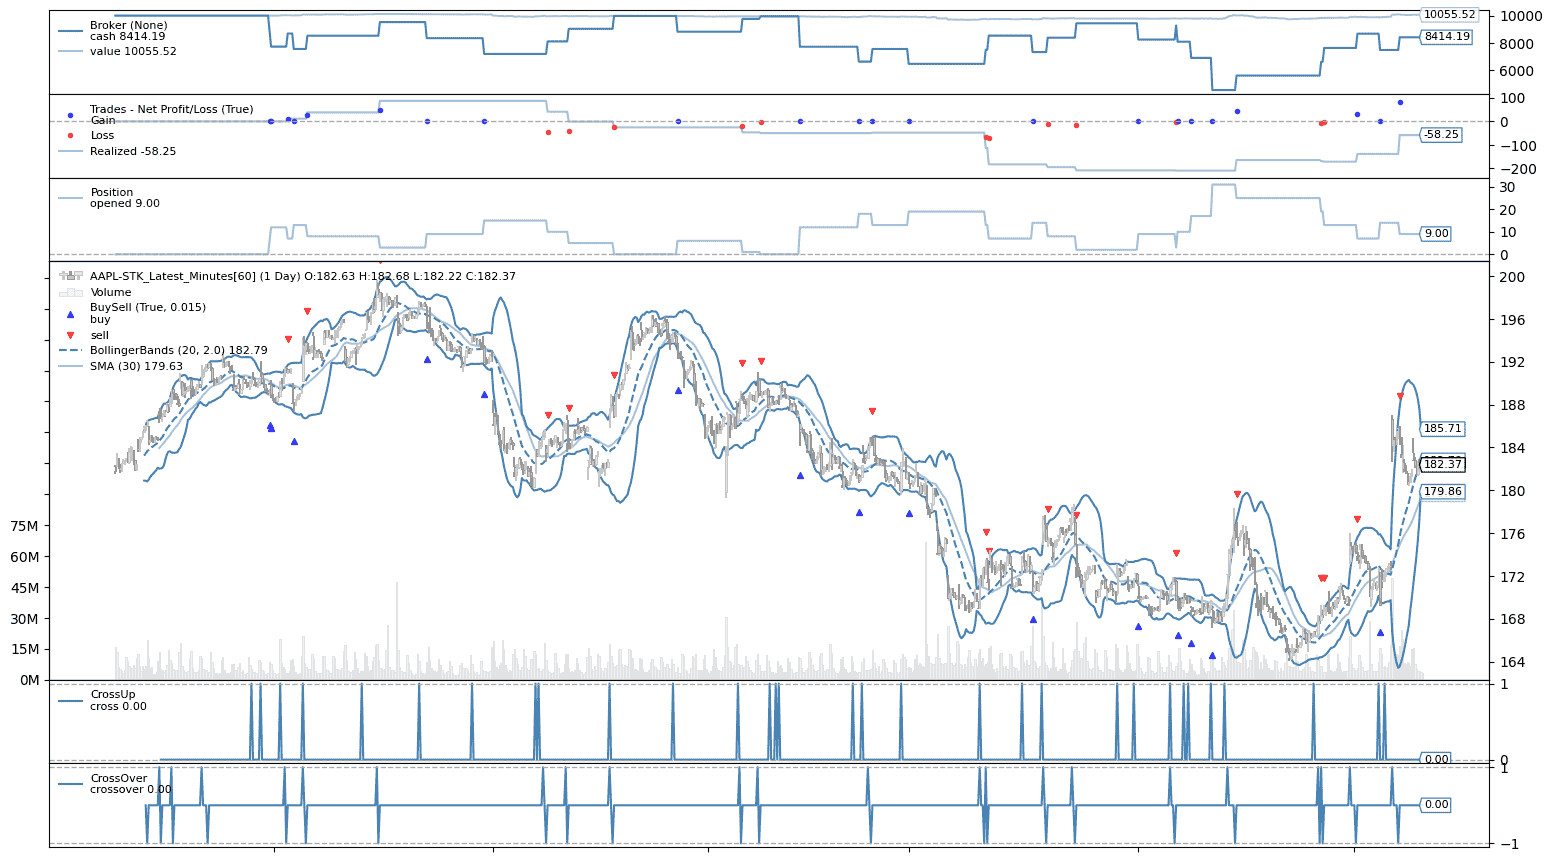 Broker (None)
cash 8414.19
value 10055.52
10055.52
10000
8414.19
8000
6000
Trades - Net Profit/Loss (True)
Gain
Loss
Realized -58.25
100
0
-58.25
−100
−200
Position
opened 9.00
30
20
10
9.00
0
AAPL-STK_Latest_Minutes[60] (1 Day) O:182.63 H:182.68 L:182.22 C:182.37
Volume
BuySell (True, 0.015)
buy
sell
BollingerBands (20, 2.0) 182.79
SMA (30) 179.63
200
196
192
188
185.71
184
182.37
180
179.86
176
172
168
164
75M
60M
45M
30M
15M
0M
CrossUp
cross 0.00
1
0.00
0
CrossOver
crossover 0.00
1
0.00
−1